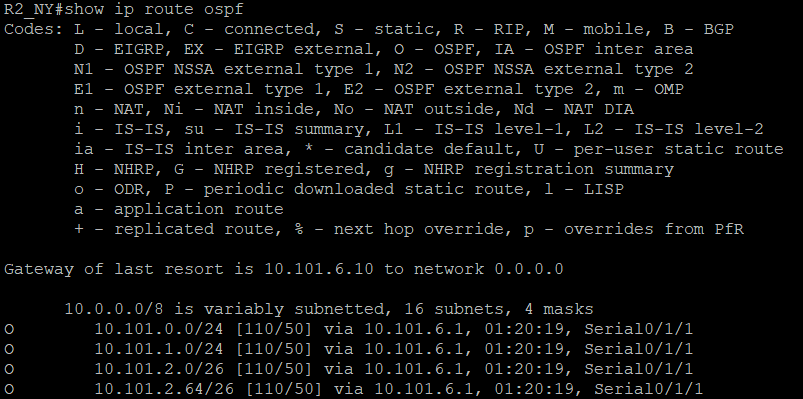 R2_NY#show ip route ospf
Codes: L - local, C - connected, S - static, R - RIP, M - mobile, B - BGP
D - EIGRP, EX - EIGRP external, O - OSPF, IA - OSPF inter area
N1 - OSPF NSSA external type 1, N2 - OSPF NSSA external type 2
E1 - OSPF external type 1, E2 - OSPF external type 2, m - OMP
n - NAT, Ni - NAT inside, No - NAT outside, Nd - NAT DIA
i - IS-IS, su - IS-IS summary, L1 - IS-IS level-1, L2 - IS-IS level-2
ia - IS-IS inter area, * - candidate default, U - per-user static route
H - NHRP, G - NHRP registered, g - NHRP registration summary
o - ODR, P - periodic downloaded static route, l - LISP
a - application route
+ - replicated route, % - next hop override, p - overrides from PfR
Gateway of last resort is 10.101.6.10 to network 0.0.0.0
10.0.0.0/8 is variably subnetted, 16 subnets, 4 masks
O 10.101.0.0/24 [110/50] via 10.101.6.1, 01:20:19, Serial0/1/1
O 10.101.1.0/24 [110/50] via 10.101.6.1, 01:20:19, Serial0/1/1
O 10.101.2.0/26 [110/50] via 10.101.6.1, 01:20:19, Serial0/1/1
O 10.101.2.64/26 [110/50] via 10.101.6.1, 01:20:19, Serial0/1/1